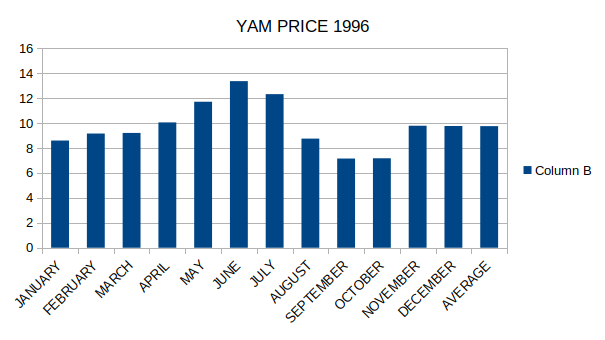 YAM PRICE 1996
16
14
12
10
8
6
4
2
0
JANUARY
FEBRUARY
MARCH
APRIL
MAY
JUNE
JULY
AUGUST
SEPTEMBER
OCTOBER
NOVEMBER
DECEMBER
AVERAGE
Column B